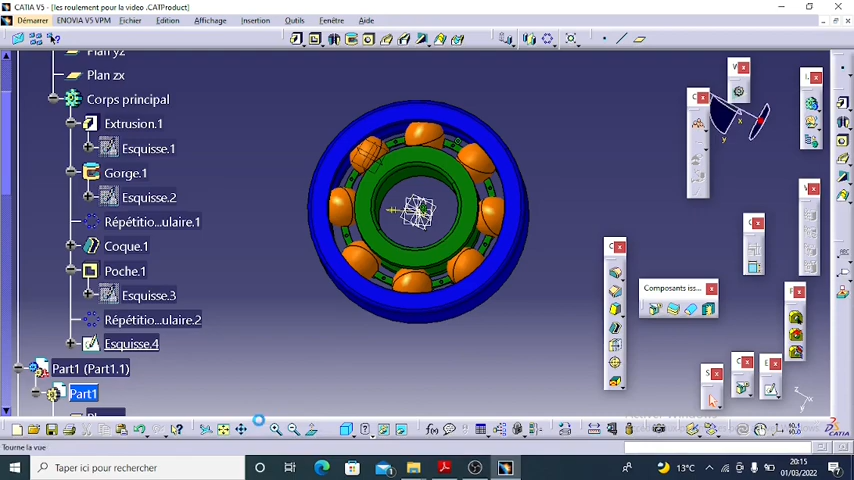 CATIA V5 - [les roulement pour la video .CATProduct]
Démarrer ENOVIA V5 VPM Fichier Edition Affichage Insertion Outils Fenêtre Aide
Plan yz
Plan zx
Corps principal
Extrusion.1
Esquisse.1
Gorge.1
Esquisse.2
Répétitio...ulaire.1
Coque.1
Poche.1
Esquisse.3
Répétitio...ulaire.2
Esquisse.4
Part1 (Part1.1)
Part1
Composants iss...
x
y
z
x
Tourne la vue
CATIA
Taper ici pour rechercher
13°C
20:15
01/03/2022